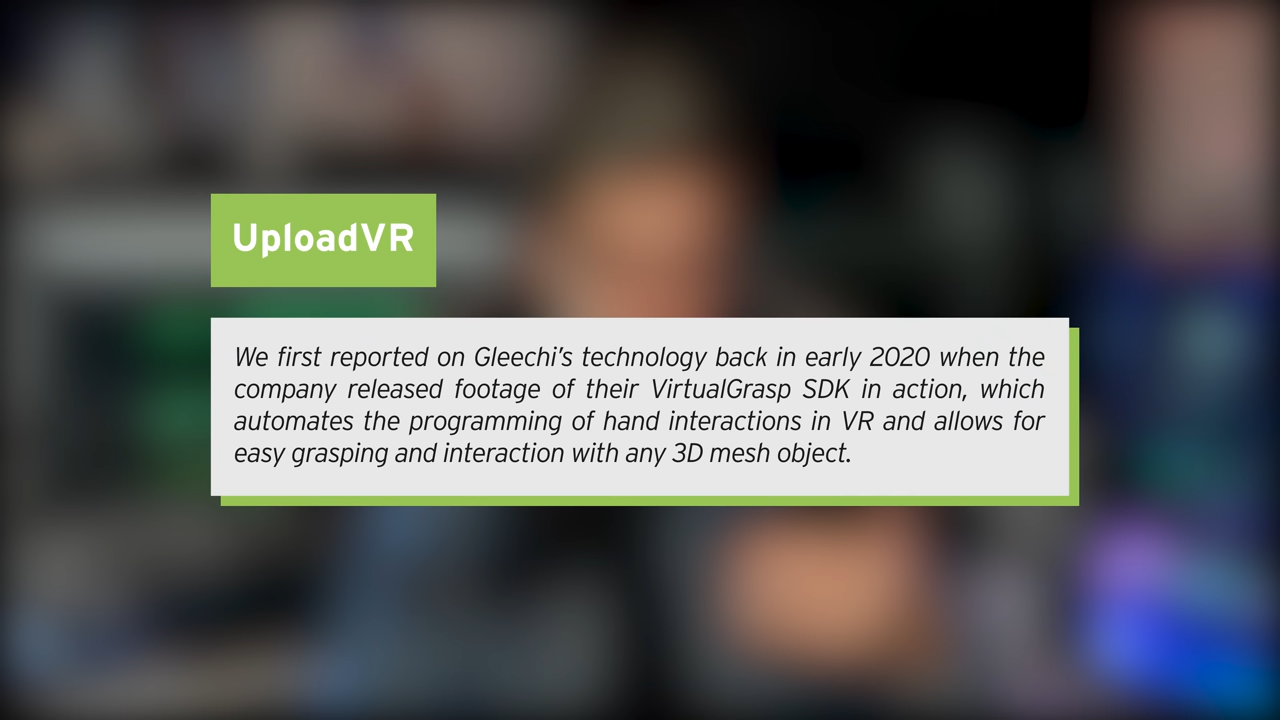 UploadVR
We first reported on Gleechi’s technology back in early 2020 when the
company released footage of their VirtualGrasp SDK in action, which
automates the programming of hand interactions in VR and allows for
easy grasping and interaction with any 3D mesh object.